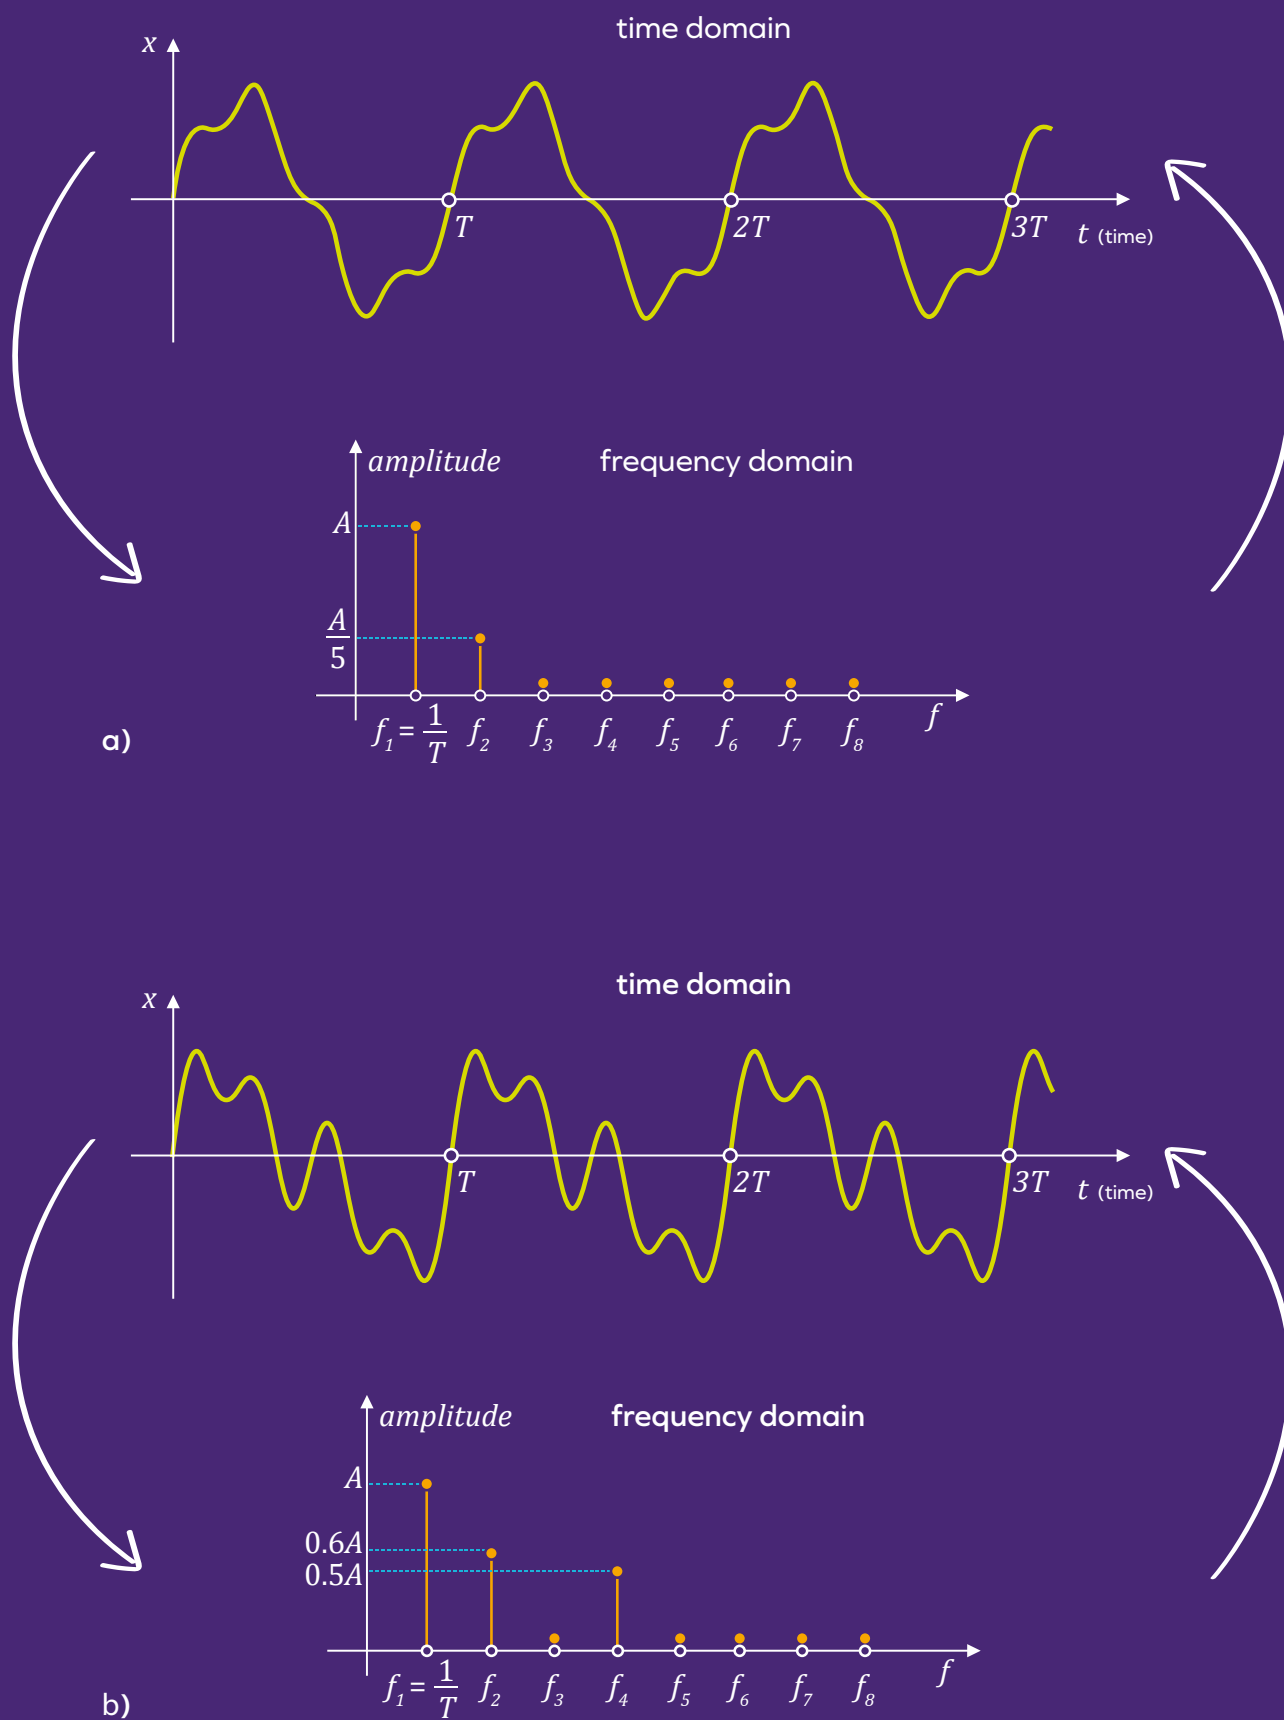 time domain
x
T
2T
3T
t (time)
amplitude
frequency domain
A
A/5
f₁ = 1/T
f₂
f₃
f₄
f₅
f₆
f₇
f₈
f
a)
time domain
x
T
2T
3T
t (time)
amplitude
frequency domain
A
0.6A
0.5A
f₁ = 1/T
f₂
f₃
f₄
f₅
f₆
f₇
f₈
f
b)